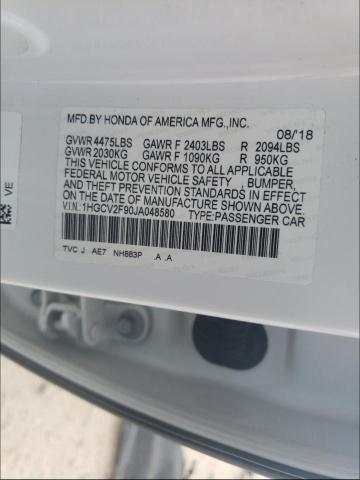 MFD.BY HONDA OF AMERICA MFG.,INC. 08/'18
GVWR 4475LBS GAWR F 2403LBS R 2094LBS
GVWR 2030KG GAWR F 1090KG R 950KG
THIS VEHICLE CONFORMS TO ALL APPLICABLE
FEDERAL MOTOR VEHICLE SAFETY , BUMPER,
AND THEFT PREVENTION STANDARDS IN EFFECT
ON THE DATE OF MANUFACTURE SHOWN ABOVE.
V.I.N.:1HGCV2F90JA048580 TYPE:PASSENGER CAR
TVC J AE7 NH883P .A .A
VE